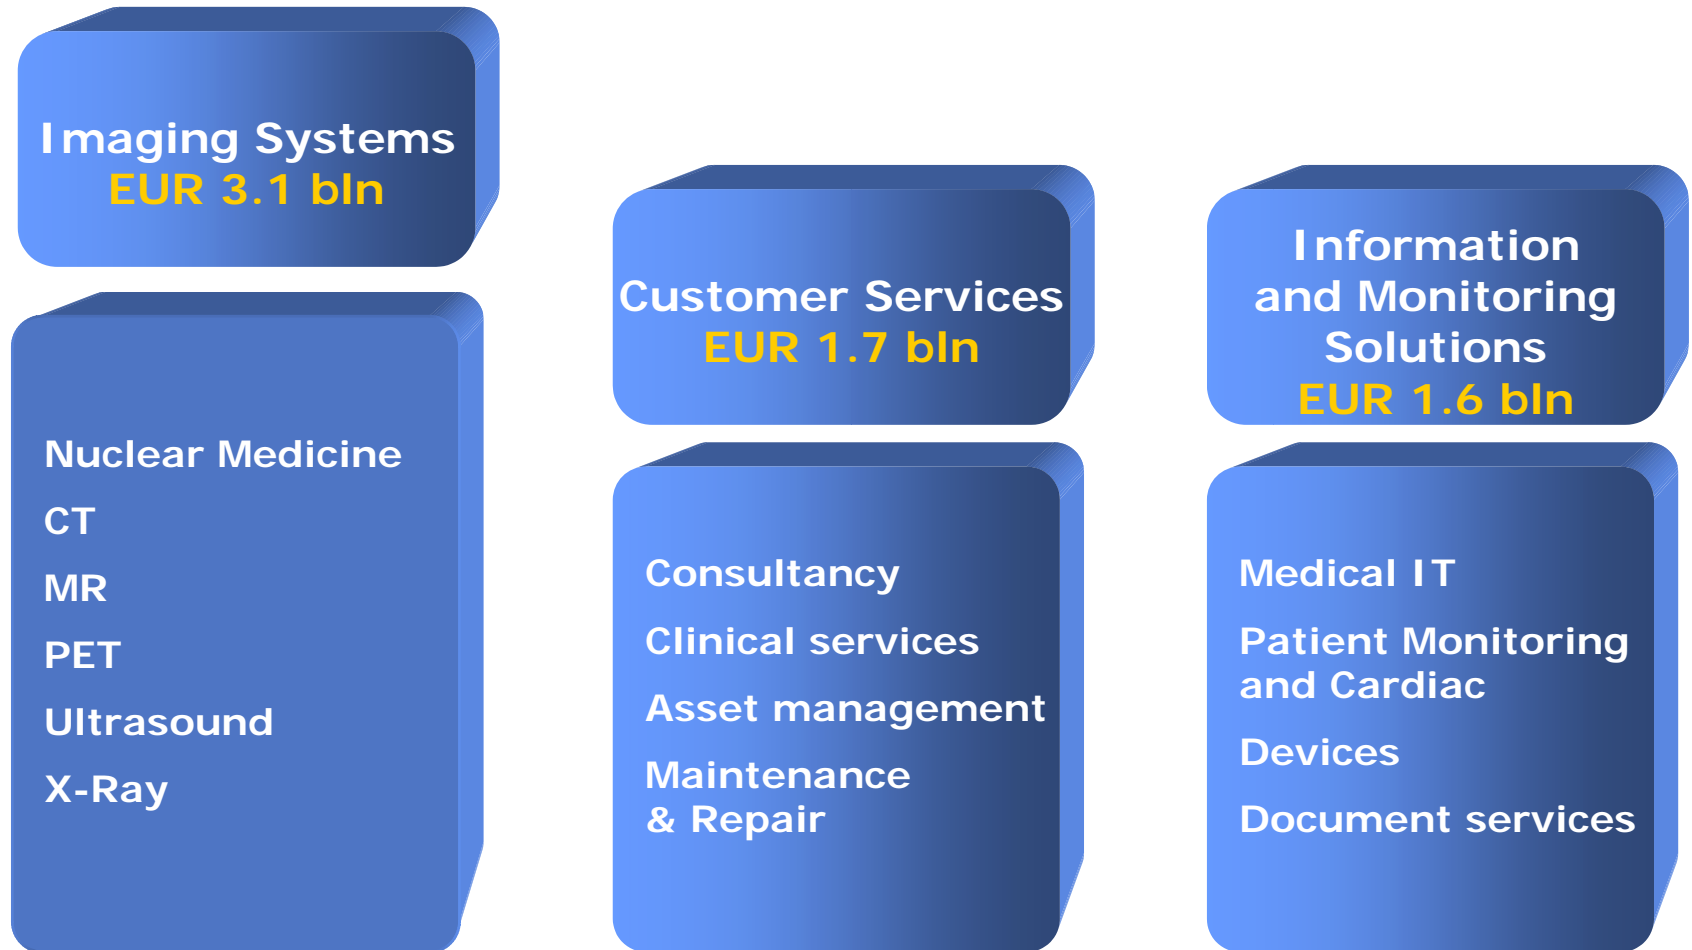 Imaging Systems
EUR 3.1 bln
Nuclear Medicine
CT
MR
PET
Ultrasound
X-Ray
Customer Services
EUR 1.7 bln
Consultancy
Clinical services
Asset management
Maintenance
& Repair
Information
and Monitoring
Solutions
EUR 1.6 bln
Medical IT
Patient Monitoring
and Cardiac
Devices
Document services